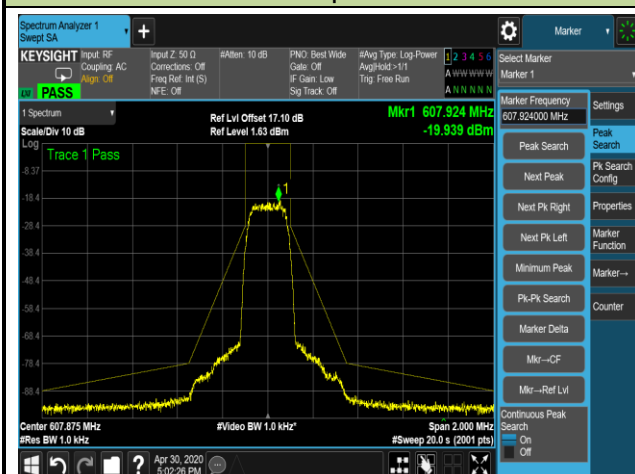 Spectrum Analyzer 1
Swept SA
+
Marker
KEYSIGHT
Input: RF
Coupling: AC
Align: Off
Input Z: 50 Ω
Corrections: Off
Freq Ref: Int (S)
NFE: Off
#Atten: 10 dB
PNO: Best Wide
Gate: Off
IF Gain: Low
Sig Track: Off
#Avg Type: Log-Power
Avg|Hold:>1/1
Trig: Free Run
1 2 3 4 5 6
A W W W W W
A N N N N N
PASS
Select Marker
Marker 1
1 Spectrum
Scale/Div 10 dB
Ref Lvl Offset 17.10 dB
Ref Level 1.63 dBm
Mkr1 607.924 MHz
-19.939 dBm
Log
Trace 1 Pass
1
-8.37
-18.4
-28.4
-38.4
-48.4
-58.4
-68.4
-78.4
-88.4
Center 607.875 MHz
#Res BW 1.0 kHz
#Video BW 1.0 kHz*
Span 2.000 MHz
#Sweep 20.0 s (2001 pts)
Marker Frequency
607.924000 MHz
Peak Search
Next Peak
Next Pk Right
Next Pk Left
Minimum Peak
Pk-Pk Search
Marker Delta
Mkr→CF
Mkr→Ref Lvl
Continuous Peak
Search
On
Off
Settings
Peak
Search
Pk Search
Config
Properties
Marker
Function
Marker→
Counter
?
Apr 30, 2020
5:02:26 PM